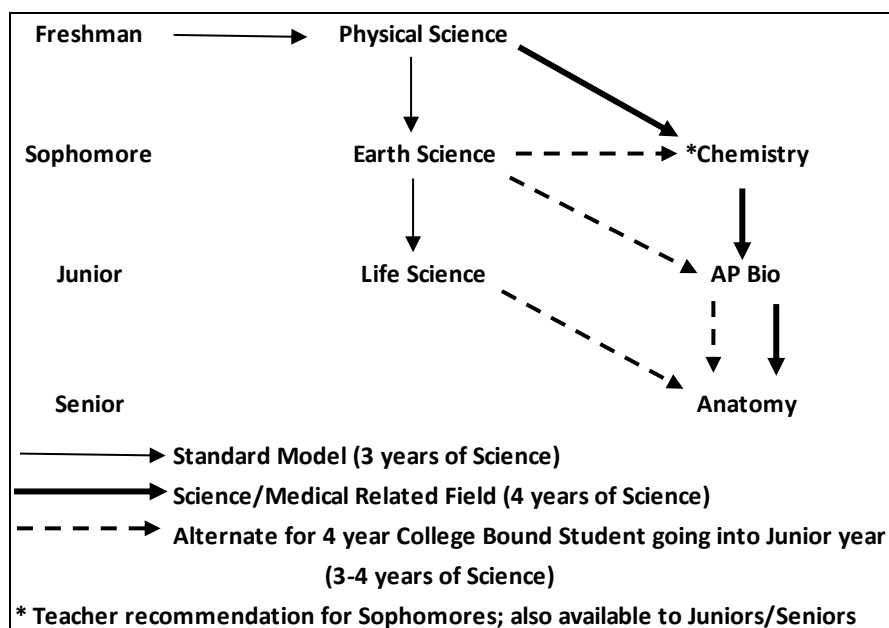 Freshman Physical Science
Sophomore Earth Science *Chemistry
Junior Life Science AP Bio
Senior Anatomy
Standard Model (3 years of Science)
Science/Medical Related Field (4 years of Science)
Alternate for 4 year College Bound Student going into Junior year
(3-4 years of Science)
* Teacher recommendation for Sophomores; also available to Juniors/Seniors